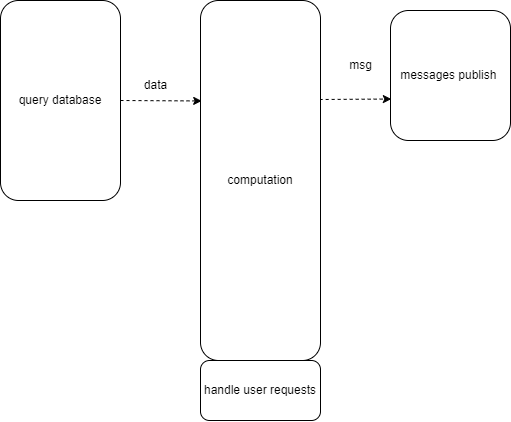 query database
data
computation
msg
messages publish
handle user requests